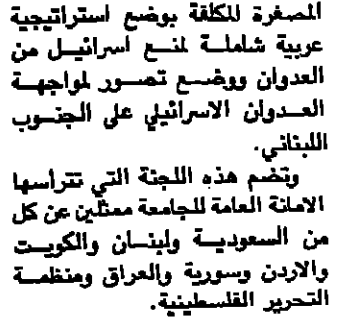 المصغرة المكلفة بوضع استراتيجية
عربية شاملة لمنع اسرائيل من
العدوان ووضع تصور لمواجهة
العدوان الاسرائيلي على الجنوب
اللبناني.
وتضم هذه اللجنة التي تتراسها
الامانة العامة للجامعة ممثلين عن كل
من السعودية ولبنان والكويت
والاردن وسورية والعراق ومنظمة
التحرير الفلسطينية.